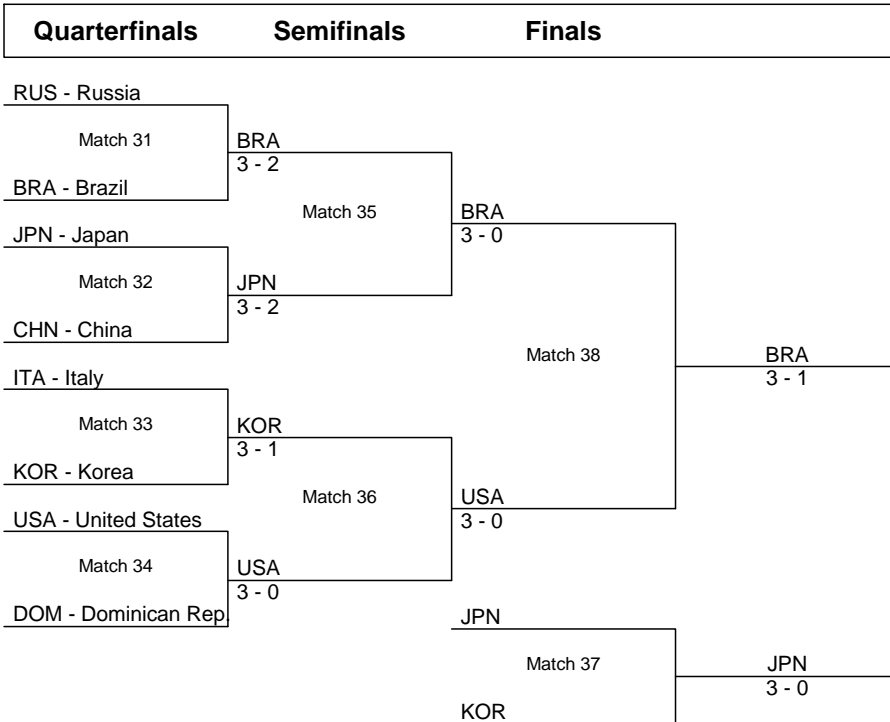 Quarterfinals Semifinals Finals
RUS - Russia
Match 31
BRA
3 - 2
BRA - Brazil
Match 35
BRA
3 - 0
JPN - Japan
Match 32
JPN
3 - 2
CHN - China
Match 38
BRA
3 - 1
ITA - Italy
Match 33
KOR
3 - 1
KOR - Korea
Match 36
USA
3 - 0
USA - United States
Match 34
USA
3 - 0
DOM - Dominican Rep.
JPN
Match 37
JPN
3 - 0
KOR